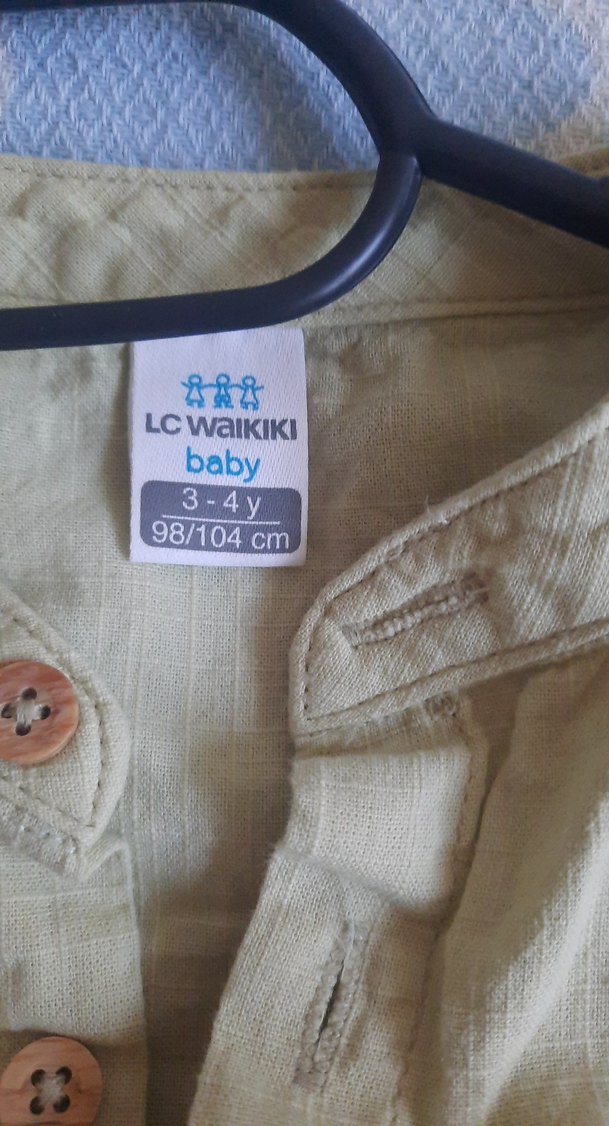 LC WAIKIKI
baby
3 - 4 y
98/104 cm